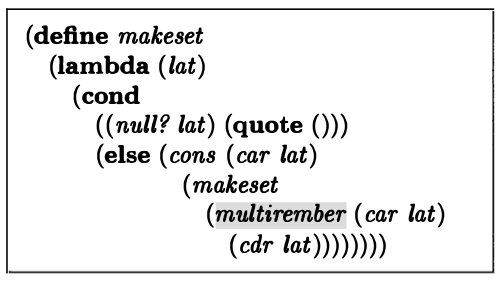 (define makeset
(lambda (lat)
(cond
((null? lat) (quote ()))
(else (cons (car lat)
(makeset
(multirember (car lat)
(cdr lat))))))))